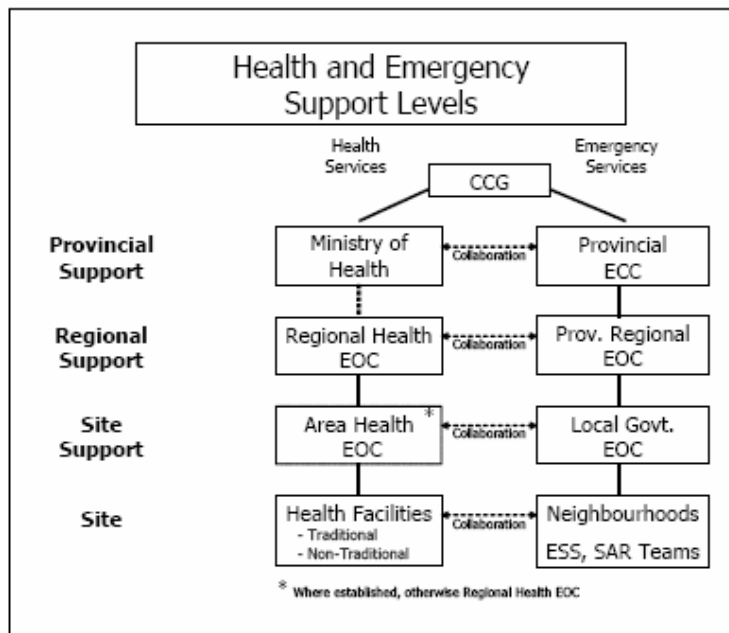 Health and Emergency
Support Levels
Health
Services
Emergency
Services
CCG
Provincial
Support
Ministry of
Health
Collaboration
Provincial
ECC
Regional
Support
Regional Health
EOC
Collaboration
Prov. Regional
EOC
Site
Support
Area Health *
EOC
Collaboration
Local Govt.
EOC
Site
Health Facilities
- Traditional
- Non-Traditional
Collaboration
Neighbourhoods
ESS, SAR Teams
* Where established, otherwise Regional Health EOC